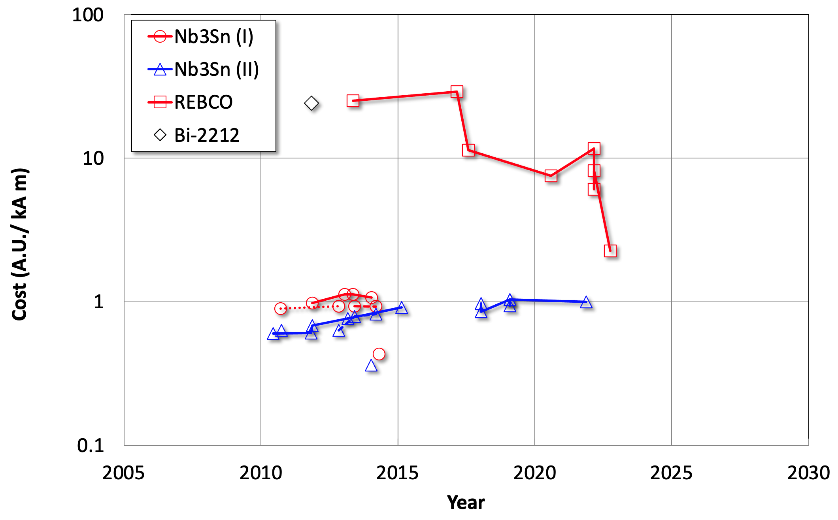 100
10
1
0.1
Cost (A.U./ kA m)
Nb3Sn (I)
Nb3Sn (II)
REBCO
Bi-2212
2005
2010
2015
2020
2025
2030
Year